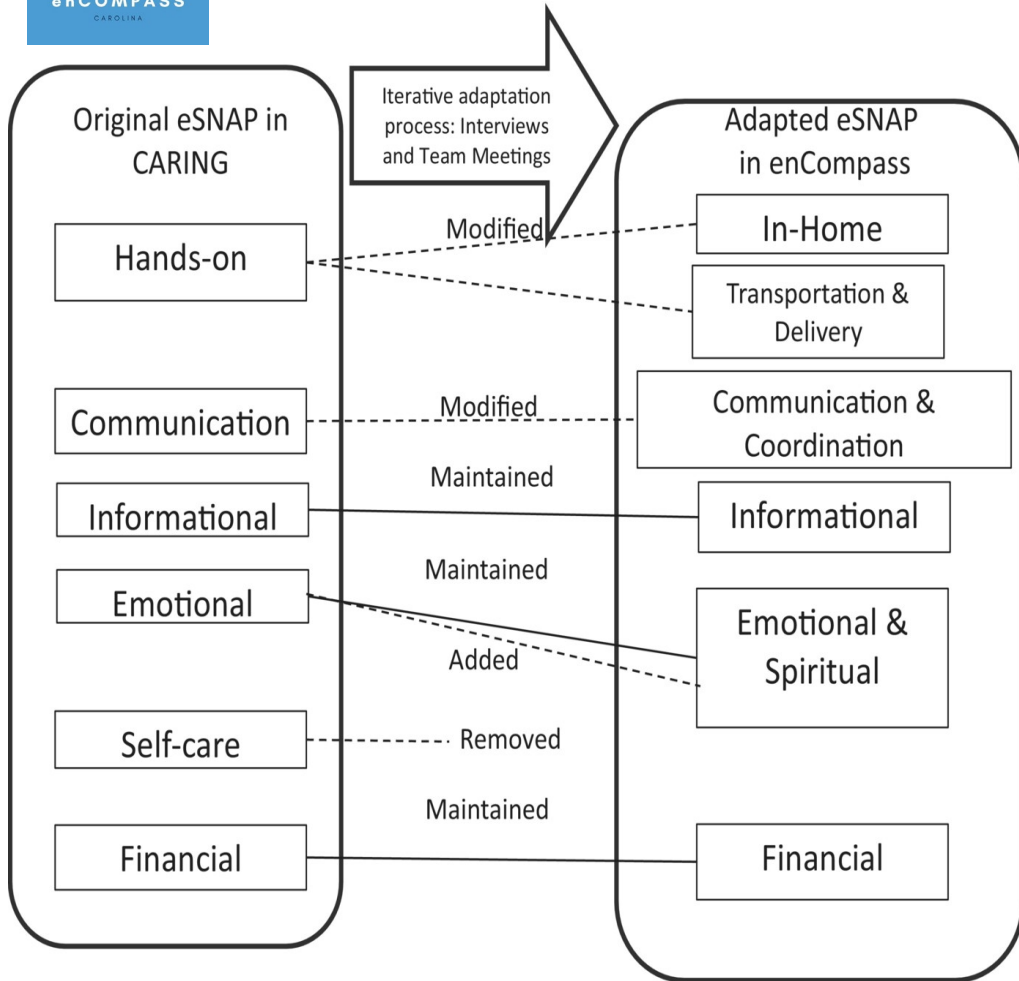 enCOMPASS
CAROLINA
Original eSNAP in
CARING
Iterative adaptation
process: Interviews
and Team Meetings
Adapted eSNAP
in enCompass
Hands-on
Modified
In-Home
Transportation &
Delivery
Communication
Modified
Communication &
Coordination
Informational
Maintained
Informational
Emotional
Maintained
Added
Emotional &
Spiritual
Self-care
Removed
Financial
Maintained
Financial